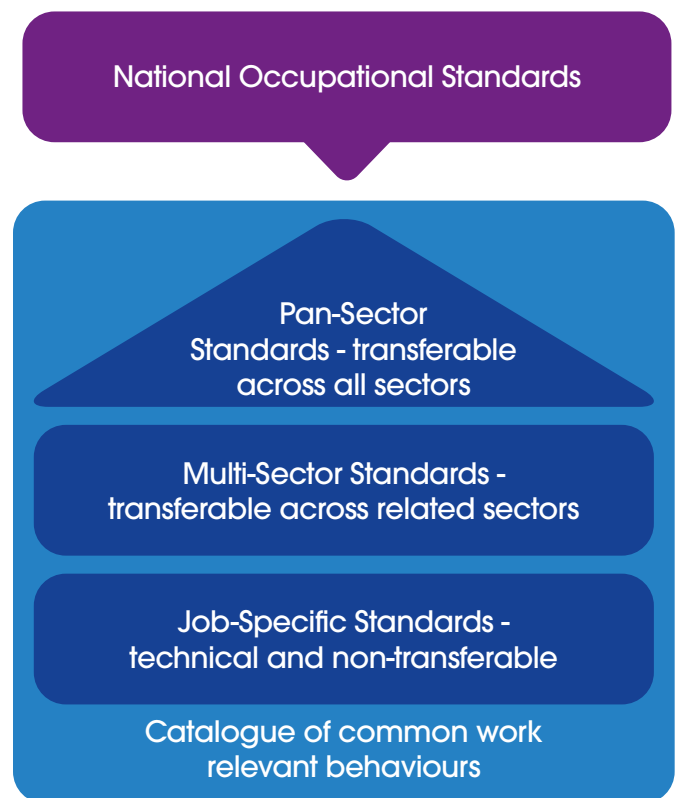 National Occupational Standards
Pan-Sector
Standards - transferable
across all sectors
Multi-Sector Standards -
transferable across related sectors
Job-Specific Standards -
technical and non-transferable
Catalogue of common work
relevant behaviours